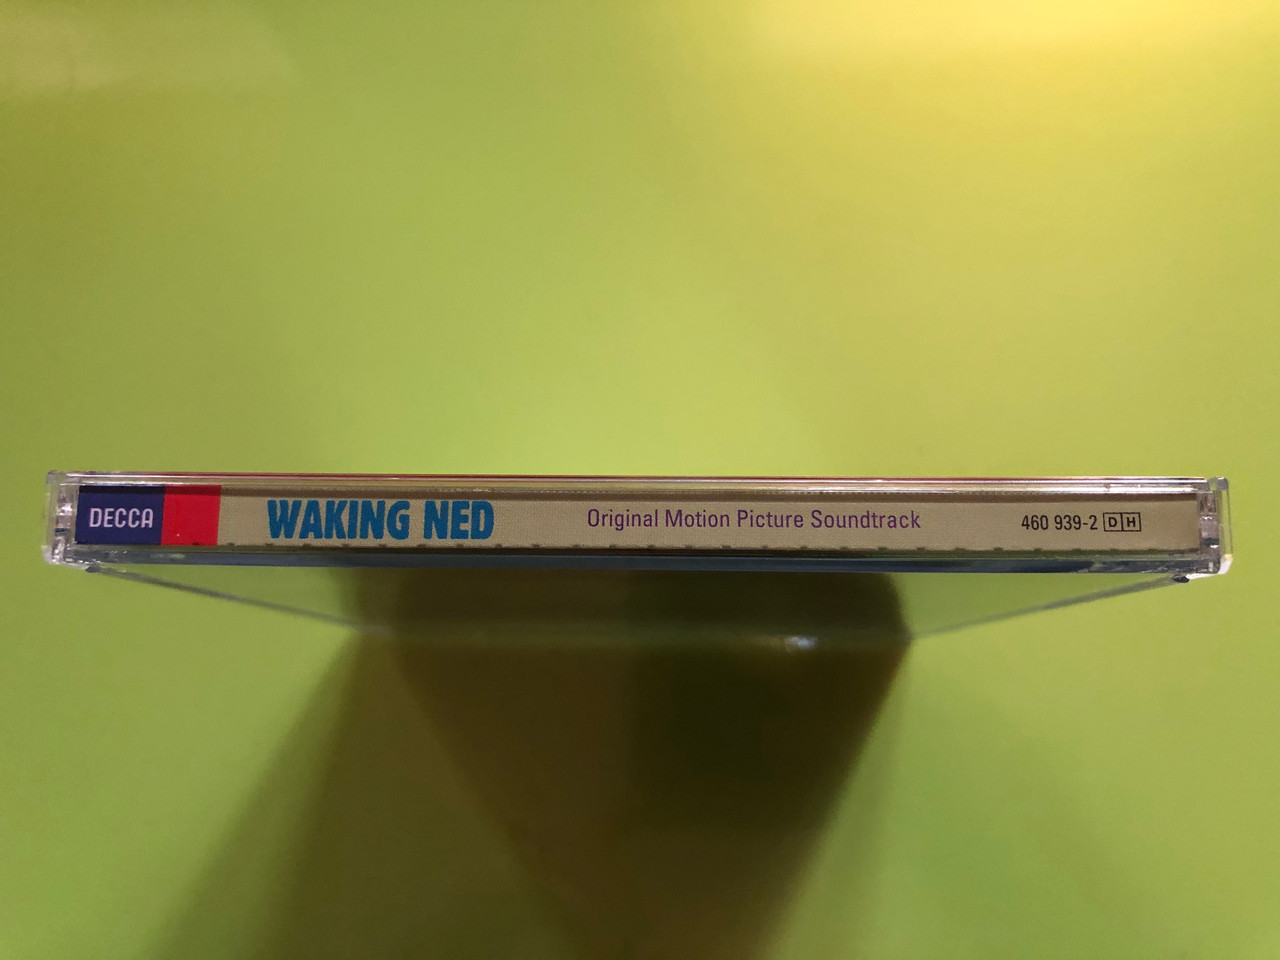 DECCA WAKING NED Original Motion Picture Soundtrack 460 939-2 DH